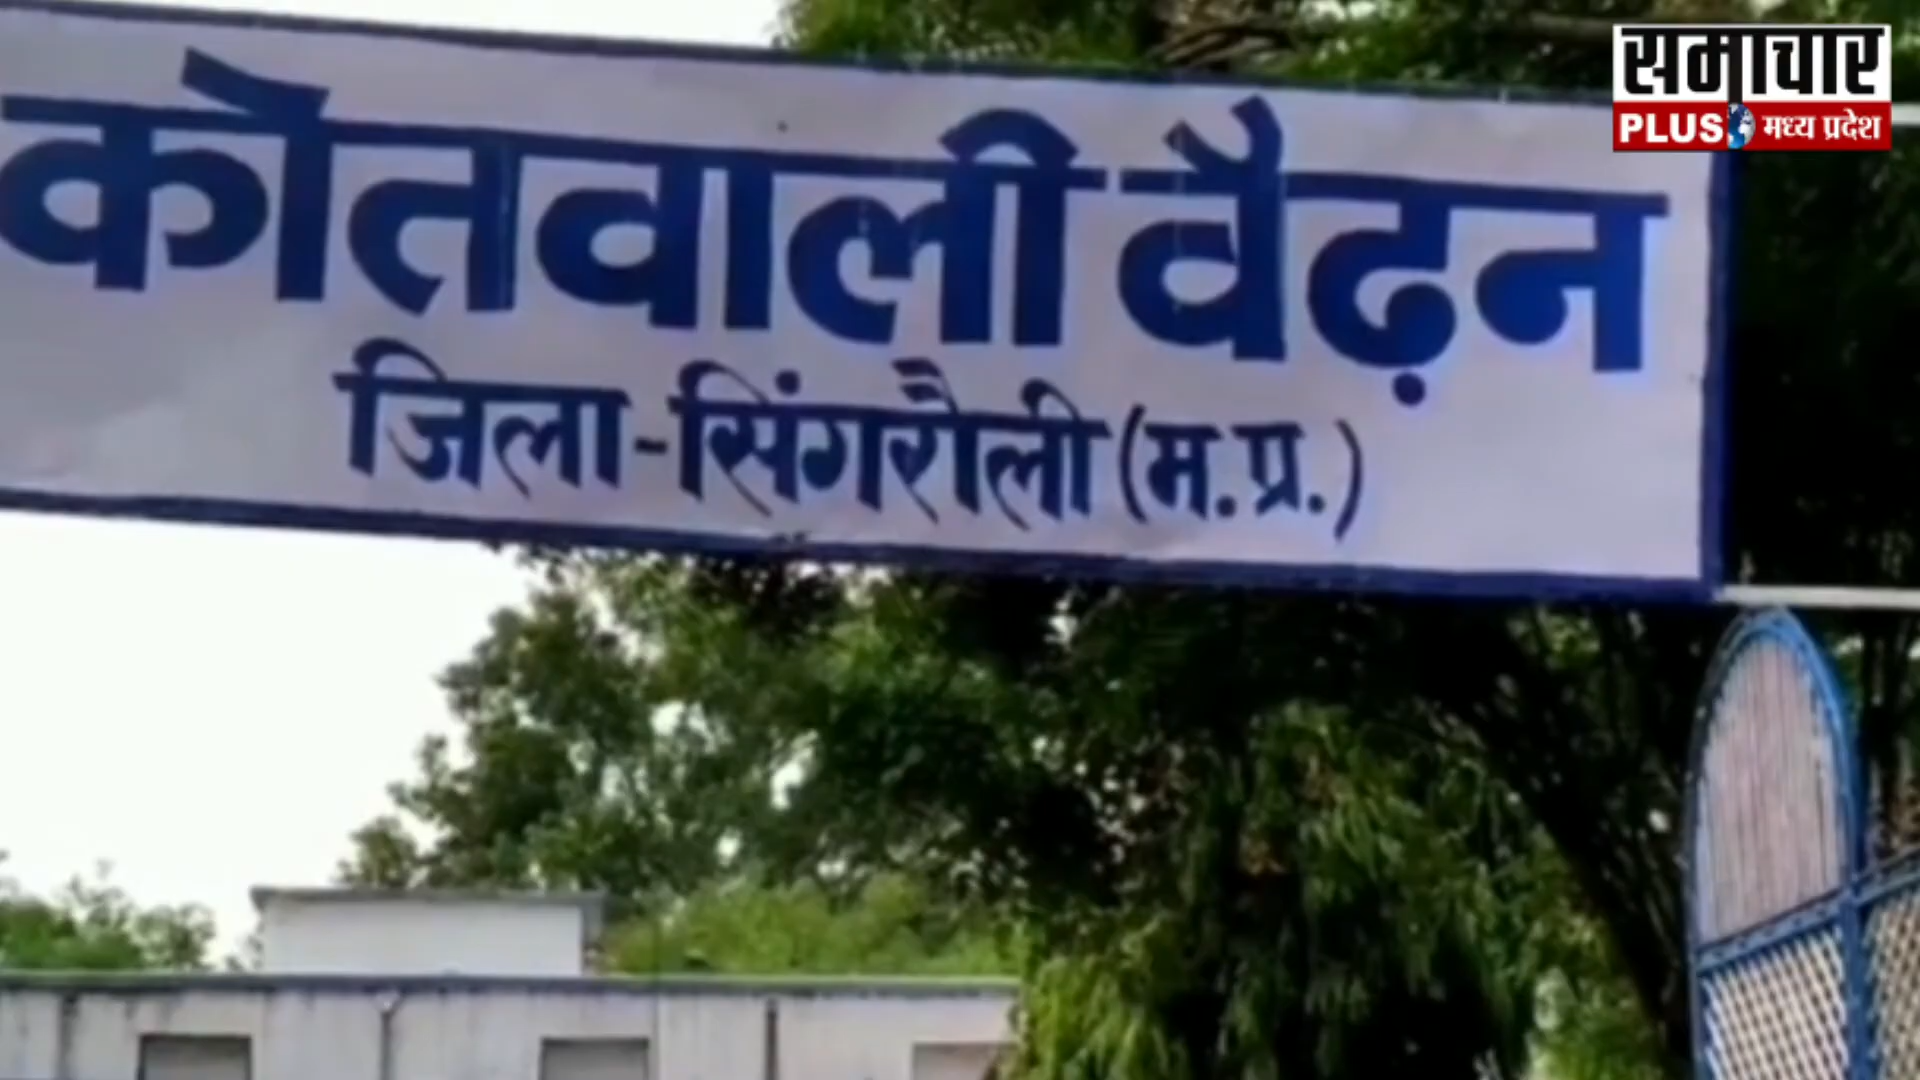 समाचार
PLUS मध्य प्रदेश
कोतवाली वैढ़न
जिला-सिंगरौली (म.प्र.)